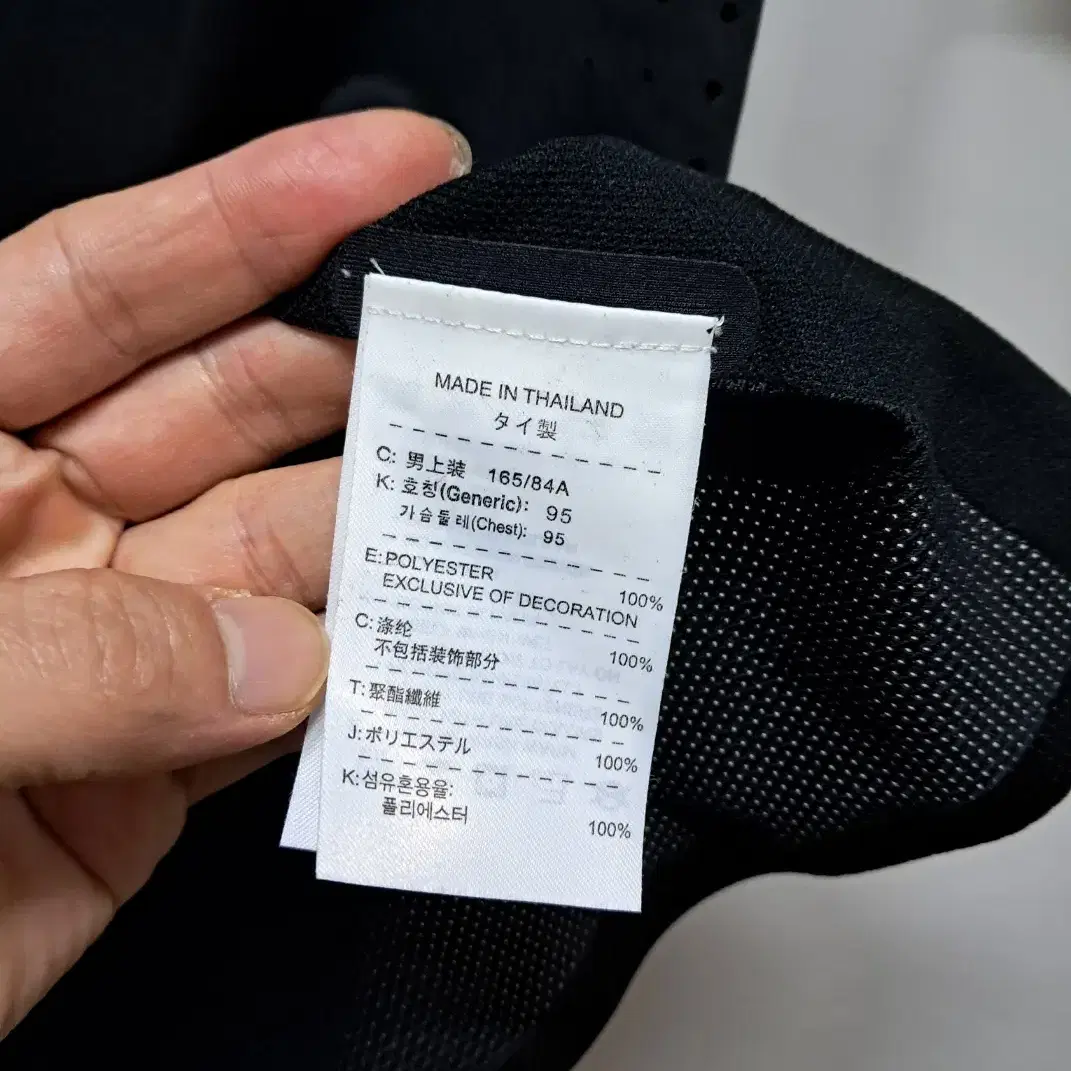 MADE IN THAILAND
タイ製
C: 男上装 165/84A
K: 호칭(Generic): 95
가슴둘레(Chest): 95
E: POLYESTER 100%
EXCLUSIVE OF DECORATION
C: 涤纶 100%
不包括装饰部分
T: 聚酯纖維 100%
J: ポリエステル 100%
K: 섬유혼용율:
폴리에스터 100%